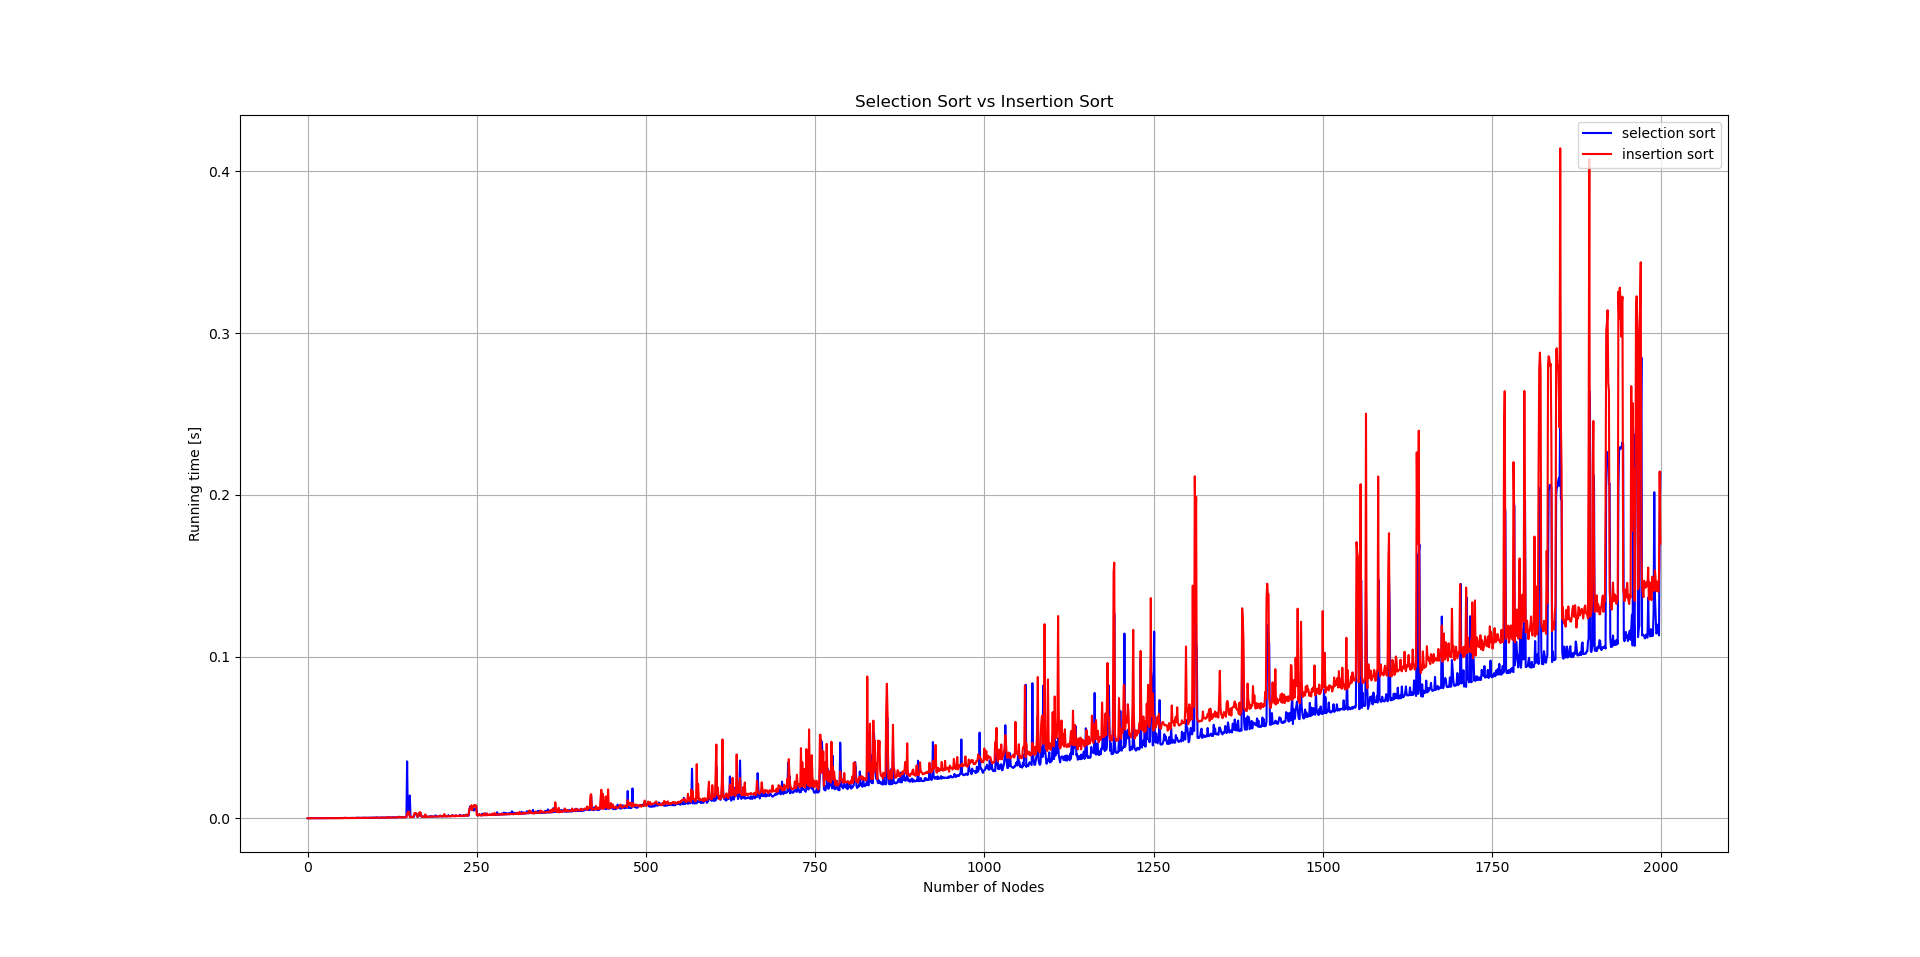 Selection Sort vs Insertion Sort
selection sort
insertion sort
0.4
0.3
0.2
0.1
0.0
Running time [s]
0 250 500 750 1000 1250 1500 1750 2000
Number of Nodes